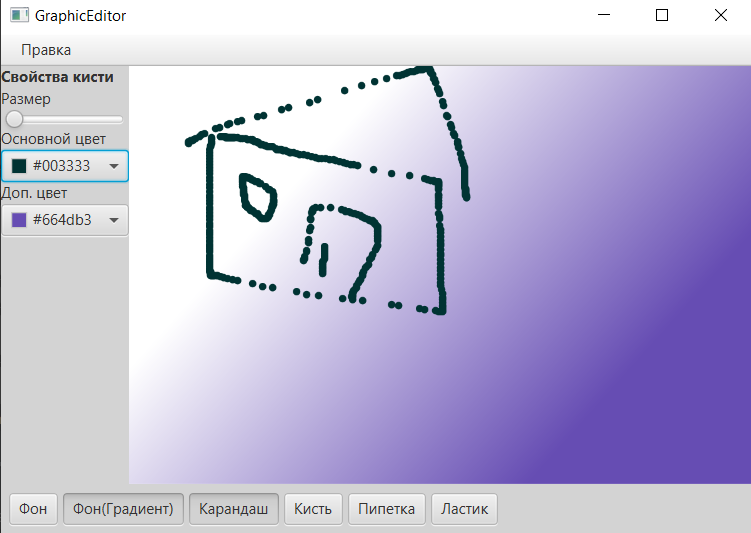 GraphicEditor
Правка
Свойства кисти
Размер
Основной цвет
#003333
Доп. цвет
#664db3
Фон Фон(Градиент) Карандаш Кисть Пипетка Ластик